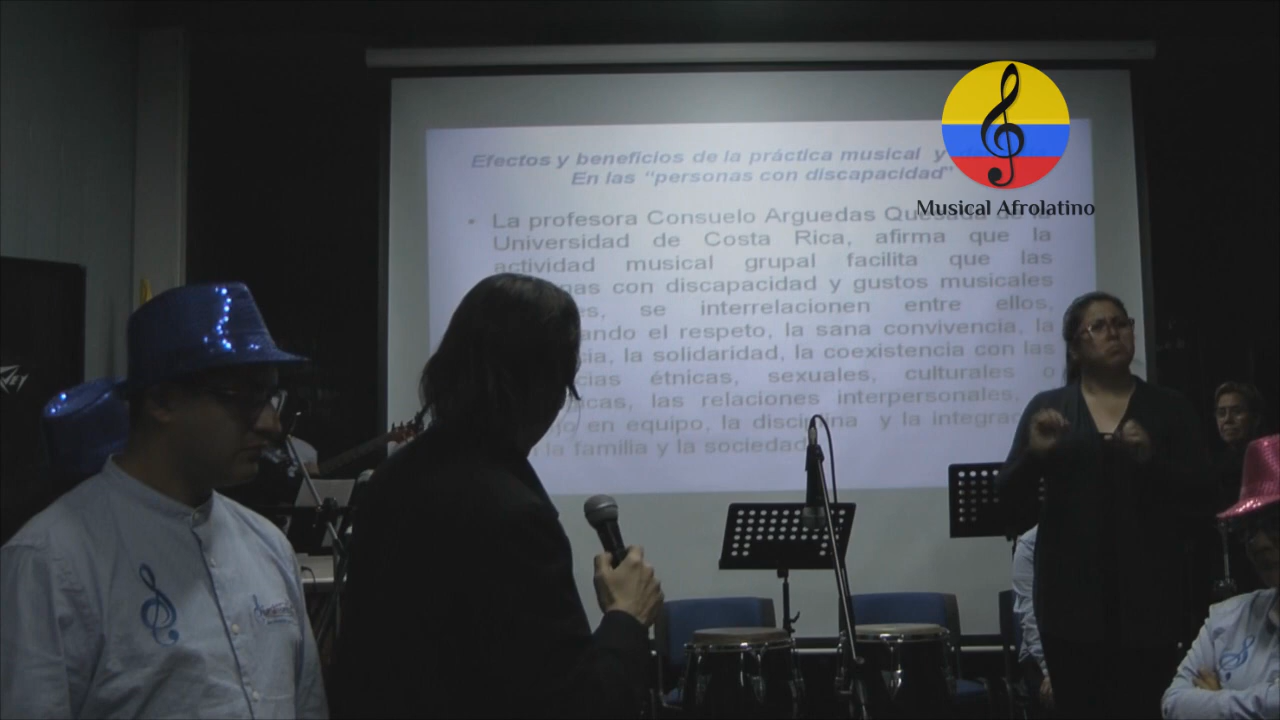 Efectos y beneficios de la práctica musical y
En las “personas con discapacidad”
Musical Afrolatino
• La profesora Consuelo Arguedas Quesada de la
Universidad de Costa Rica, afirma que la
actividad musical grupal facilita que las
con discapacidad y gustos musicales
se interrelacionen entre ellos,
el respeto, la sana convivencia, la
la solidaridad, la coexistencia con las
étnicas, sexuales, culturales o
las relaciones interpersonales,
en equipo, la disciplina y la
la familia y la sociedad